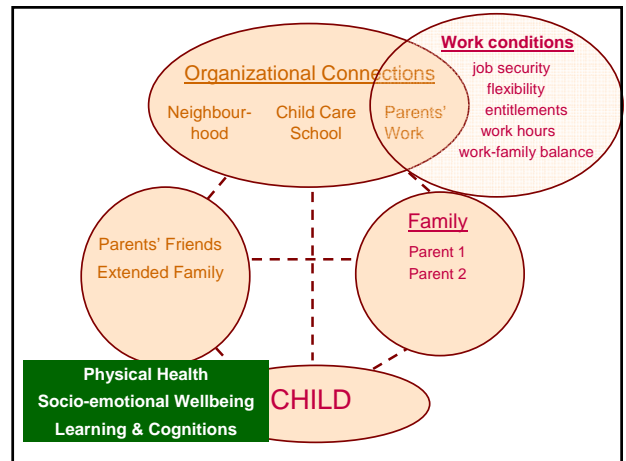 Work conditions
job security
flexibility
entitlements
work hours
work-family balance
Organizational Connections
Neighbour-
hood
Child Care
School
Parents'
Work
Parents' Friends
Extended Family
Family
Parent 1
Parent 2
Physical Health
Socio-emotional Wellbeing
Learning & Cognitions
CHILD